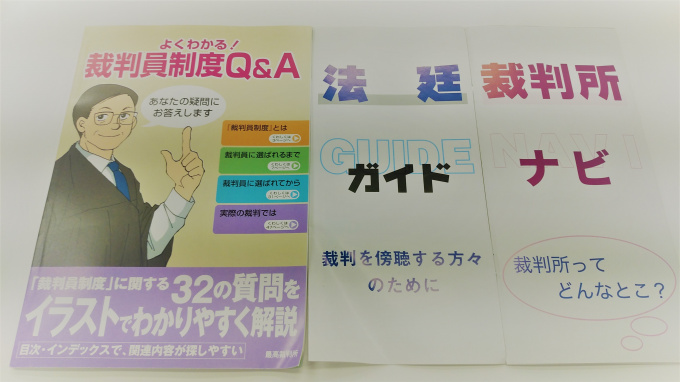 よくわかる!
裁判員制度Q&A
あなたの疑問に
お答えします
「裁判員制度」とは
裁判員に選ばれるまで
裁判員に選ばれてから
実際の裁判では
「裁判員制度」に関する32の質問を
イラストでわかりやすく解説
目次・インデックスで、関連内容が探しやすい
最高裁判所
法廷
GUIDE
ガイド
裁判を傍聴する方々
のために
裁判所
NAVI
ナビ
裁判所って
どんなとこ?